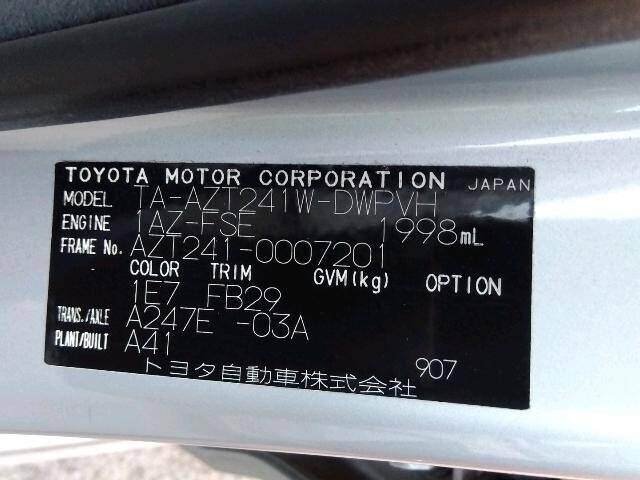 TOYOTA MOTOR CORPORATION JAPAN
MODEL TA-AZT241W-DWPVH
ENGINE 1AZ-FSE 1998mL
FRAME No. AZT241-0007201
COLOR TRIM GVM(kg) OPTION
1E7 FB29
TRANS./AXLE A247E -03A
PLANT/BUILT A41
トヨタ自動車株式会社 907